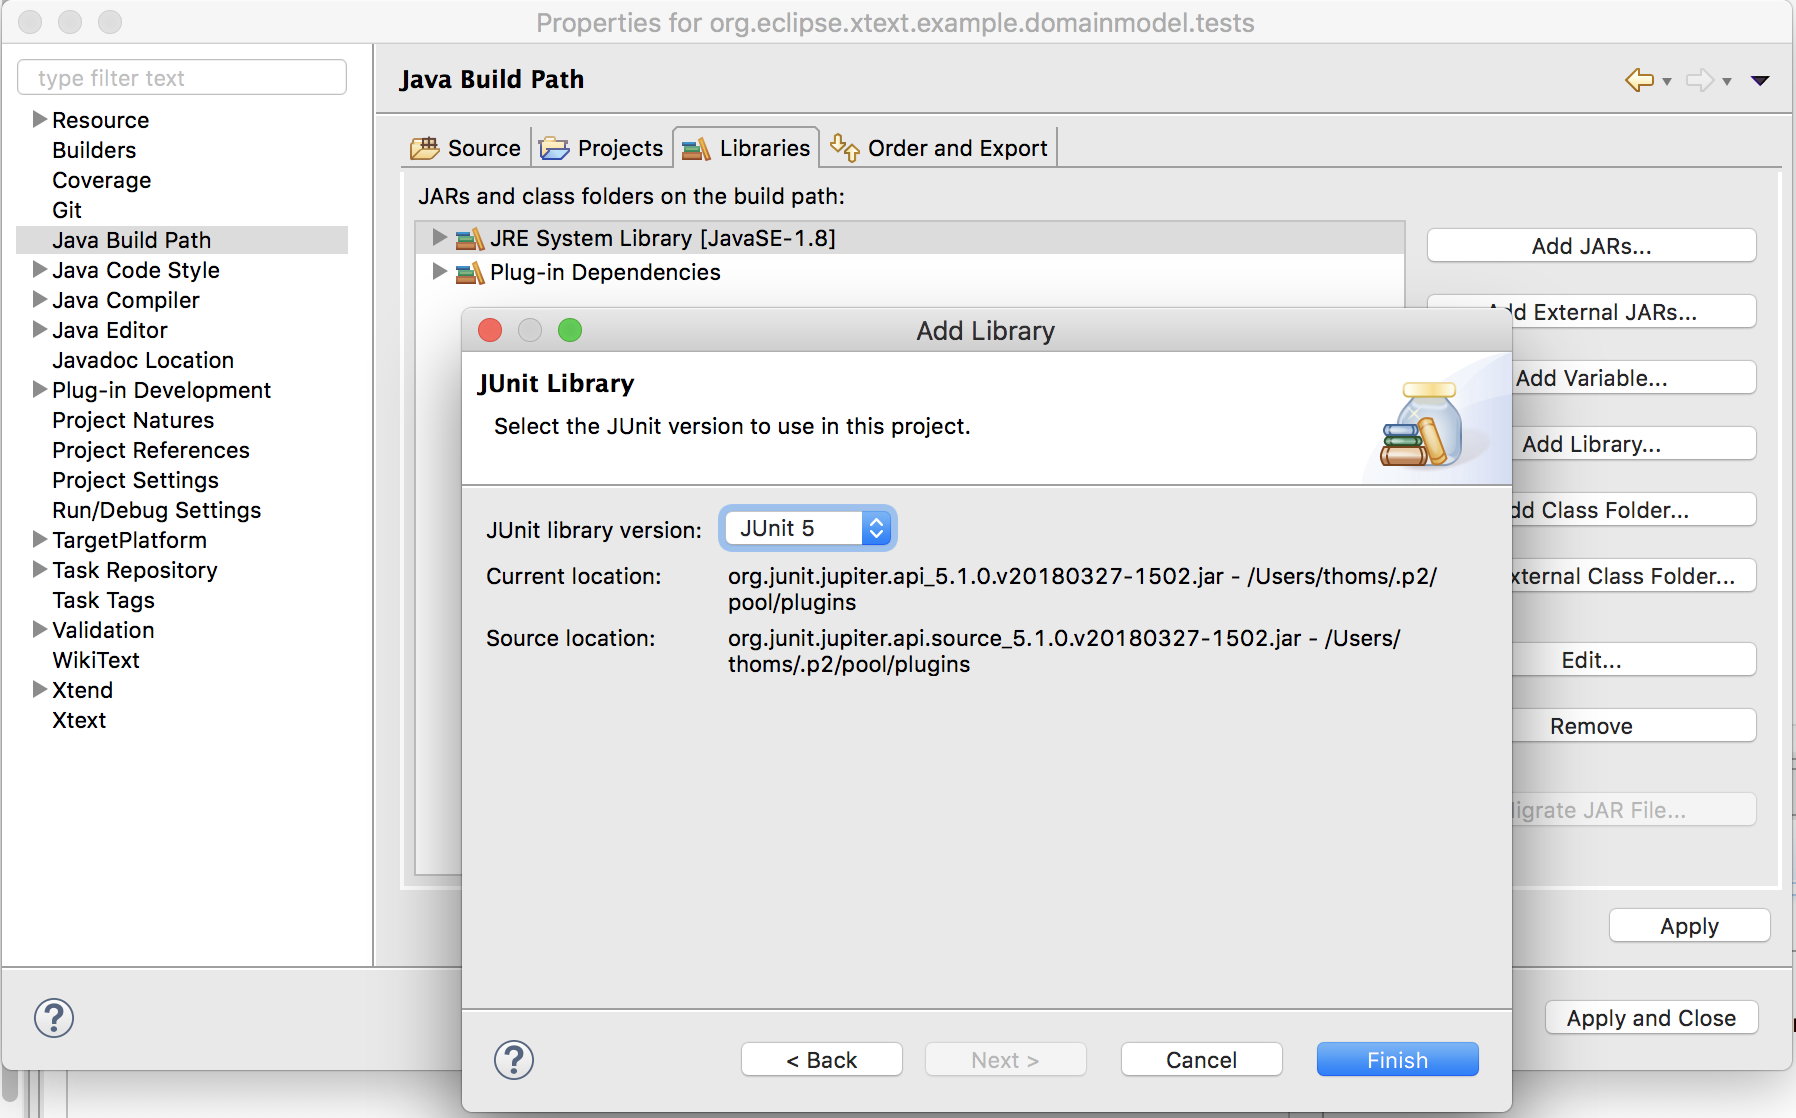 Properties for org.eclipse.xtext.example.domainmodel.tests
type filter text
Resource
Builders
Coverage
Git
Java Build Path
Java Code Style
Java Compiler
Java Editor
Javadoc Location
Plug-in Development
Project Natures
Project References
Project Settings
Run/Debug Settings
TargetPlatform
Task Repository
Task Tags
Validation
WikiText
Xtend
Xtext
Java Build Path
Source
Projects
Libraries
Order and Export
JARs and class folders on the build path:
JRE System Library [JavaSE-1.8]
Plug-in Dependencies
Add JARs...
Add External JARs...
Add Variable...
Add Library...
Class Folder...
Class Folder...
Edit...
Remove
JAR File...
Apply
Apply and Close
Add Library
JUnit Library
Select the JUnit version to use in this project.
JUnit library version:
JUnit 5
Current location:
org.junit.jupiter.api_5.1.0.v20180327-1502.jar - /Users/thoms/.p2/
pool/plugins
Source location:
org.junit.jupiter.api.source_5.1.0.v20180327-1502.jar - /Users/
thoms/.p2/pool/plugins
?
?
< Back
Next >
Cancel
Finish